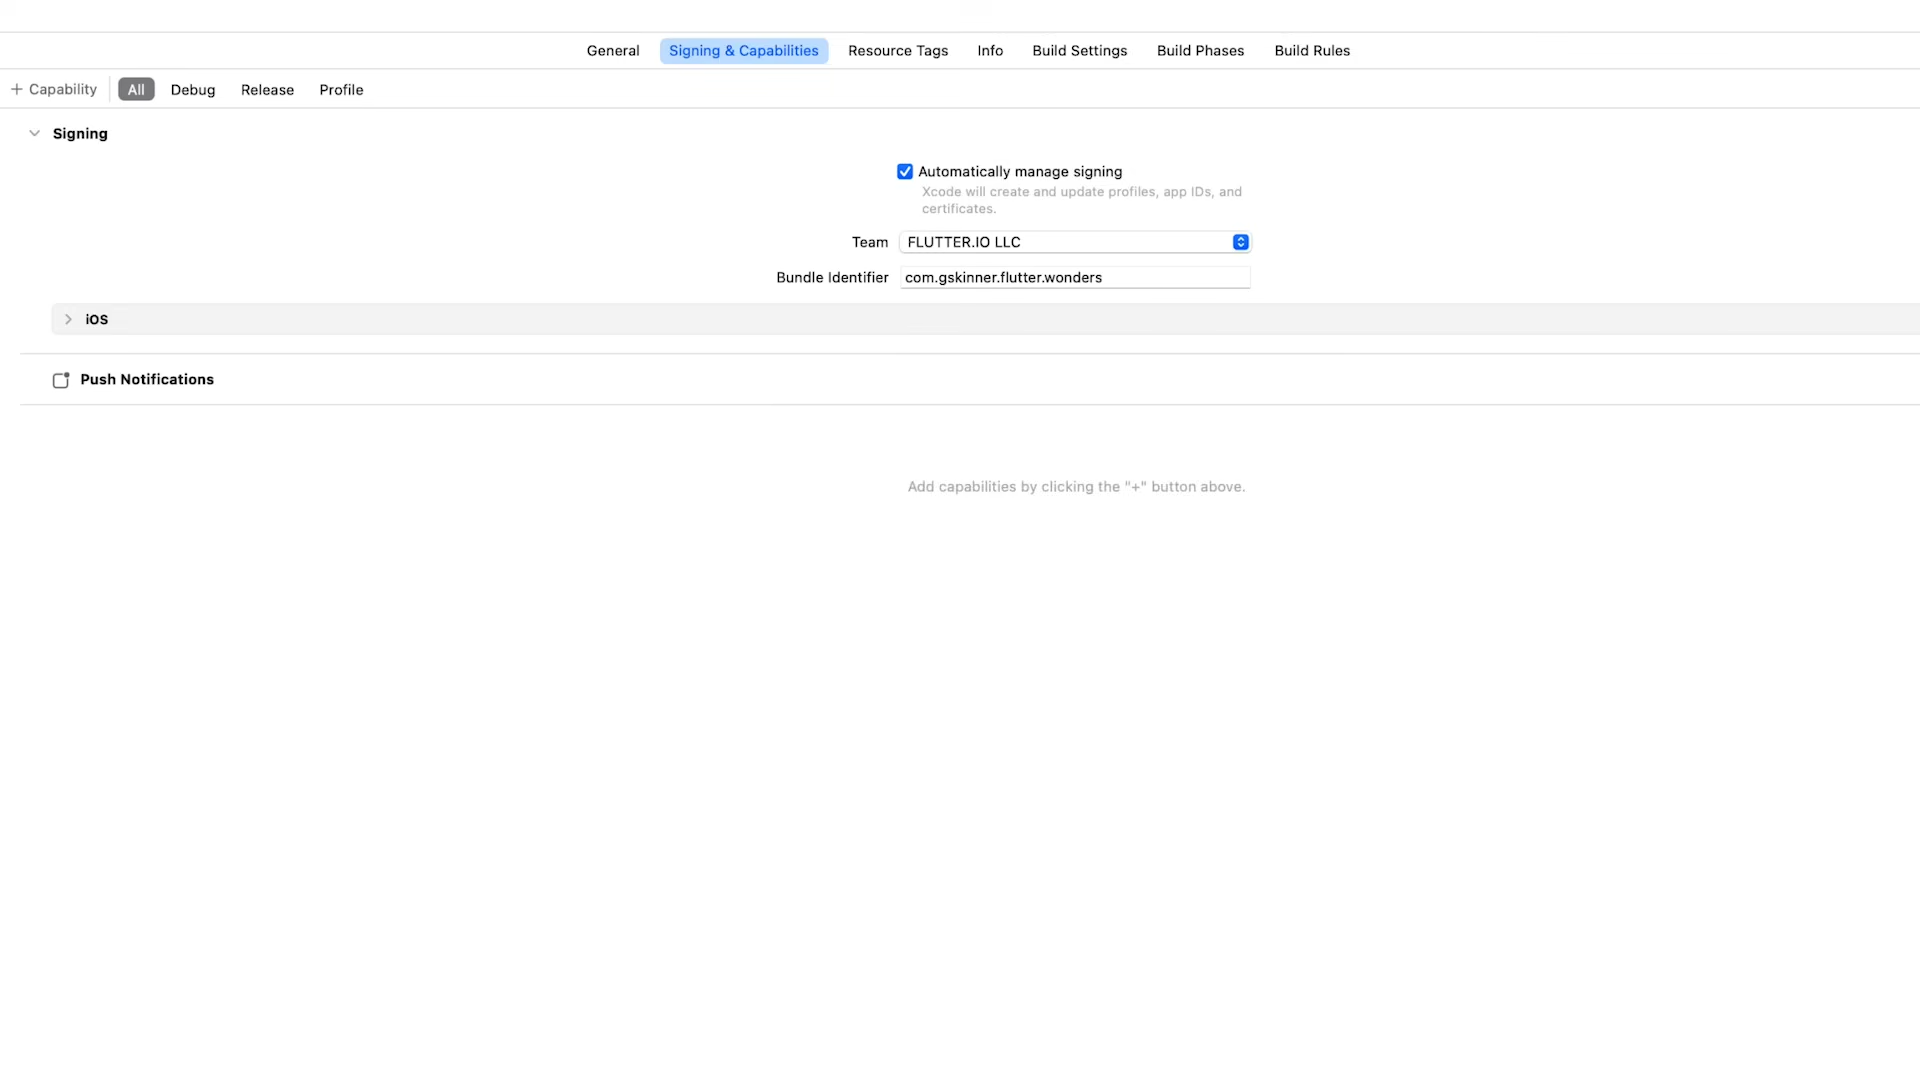 General Signing & Capabilities Resource Tags Info Build Settings Build Phases Build Rules
+ Capability All Debug Release Profile
Signing
Automatically manage signing
Xcode will create and update profiles, app IDs, and
certificates.
Team FLUTTER.IO LLC
Bundle Identifier com.gskinner.flutter.wonders
iOS
Push Notifications
Add capabilities by clicking the "+" button above.